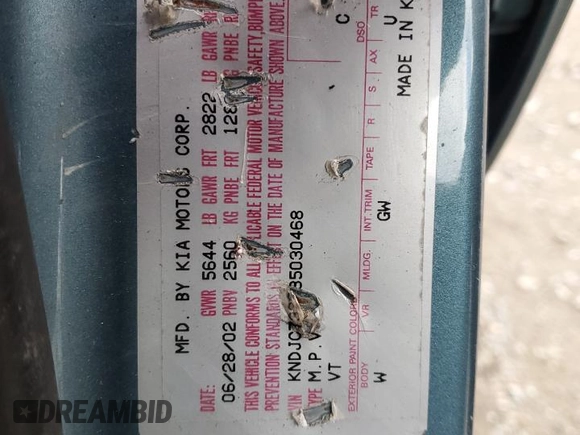 MFD. BY KIA MOTORS CORP.
DATE: GVWR 5644 LB GAWR FRT 2822 LB GAWR
06/28/02 PNBV 2560 KG PNBE FRT KG PNBE
THIS VEHICLE CONFORMS TO ALL APPLICABLE FEDERAL MOTOR VEHICLE SAFETY, BUMPER
PREVENTION STANDARDS IN EFFECT ON THE DATE OF MANUFACTURE SHOWN ABOVE.
VIN 35030468
TYPE M.P.V C
VT
EXTERIOR PAINT COLORS DSO U
BODY VR MLDG. INT.TRIM TAPE R S AX TR
W GW MADE IN K
DREAMBID